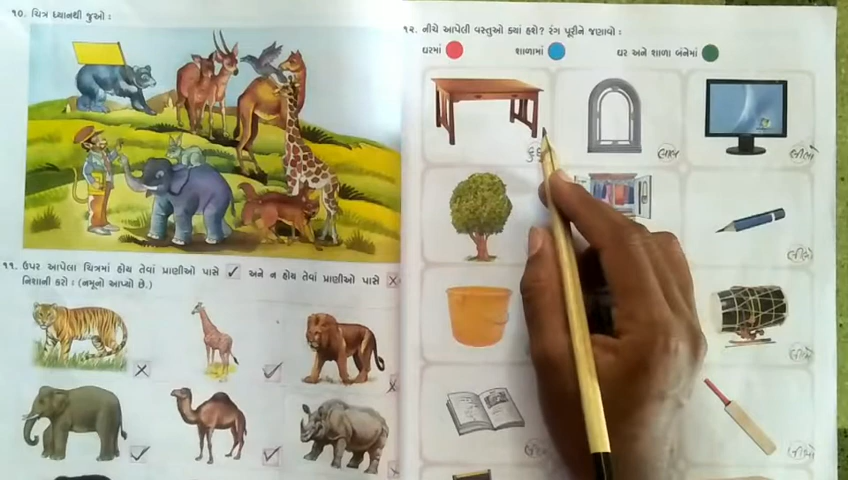 ૧૦. ચિત્ર ધ્યાનથી જુઓ :
૧૧. ઉપર આપેલા ચિત્રમાં હોય તેવાં પ્રાણીઓ પાસે ✓ અને ન હોય તેવાં પ્રાણીઓ પાસે ✗
નિશાની કરો : (નમૂનો આપ્યો છે.)
૧૨. નીચે આપેલી વસ્તુઓ ક્યાં હશે? રંગ પૂરીને જણાવો :
ઘરમાં શાળામાં ઘર અને શાળા બંનેમાં
લાલ લીલો
લીલો
લીલો
લીલો